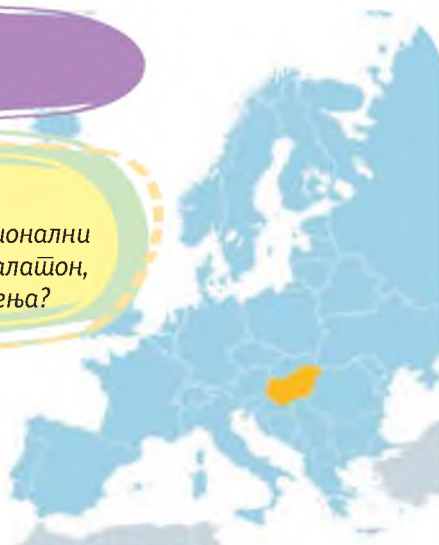 ионални
алатон,
ења?